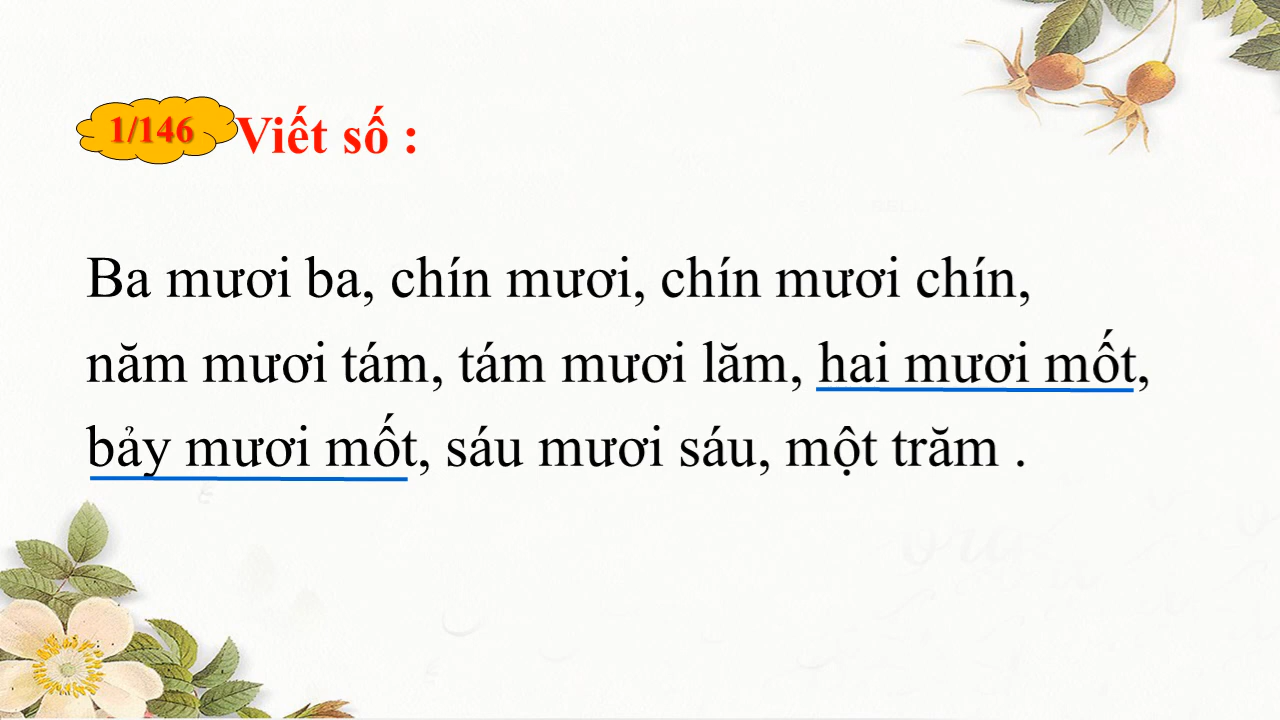 1/146 Viết số :
Ba mươi ba, chín mươi, chín mươi chín,
năm mươi tám, tám mươi lăm, hai mươi mốt,
bảy mươi mốt, sáu mươi sáu, một trăm .